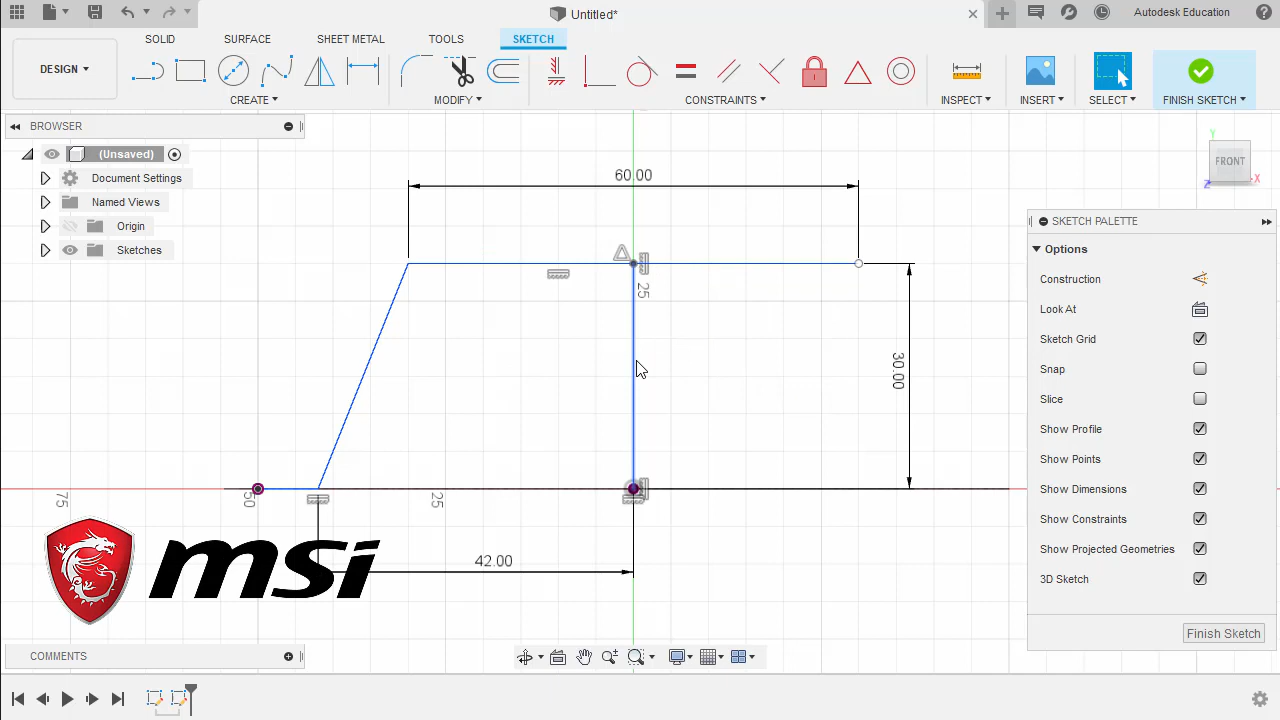 Untitled*
Autodesk Education
SOLID
SURFACE
SHEET METAL
TOOLS
SKETCH
DESIGN
CREATE
MODIFY
CONSTRAINTS
INSPECT
INSERT
SELECT
FINISH SKETCH
BROWSER
(Unsaved)
Document Settings
Named Views
Origin
Sketches
60.00
25
30.00
75
50
25
42.00
Y
FRONT
X
Z
SKETCH PALETTE
Options
Construction
Look At
Sketch Grid
Snap
Slice
Show Profile
Show Points
Show Dimensions
Show Constraints
Show Projected Geometries
3D Sketch
Finish Sketch
msi
COMMENTS